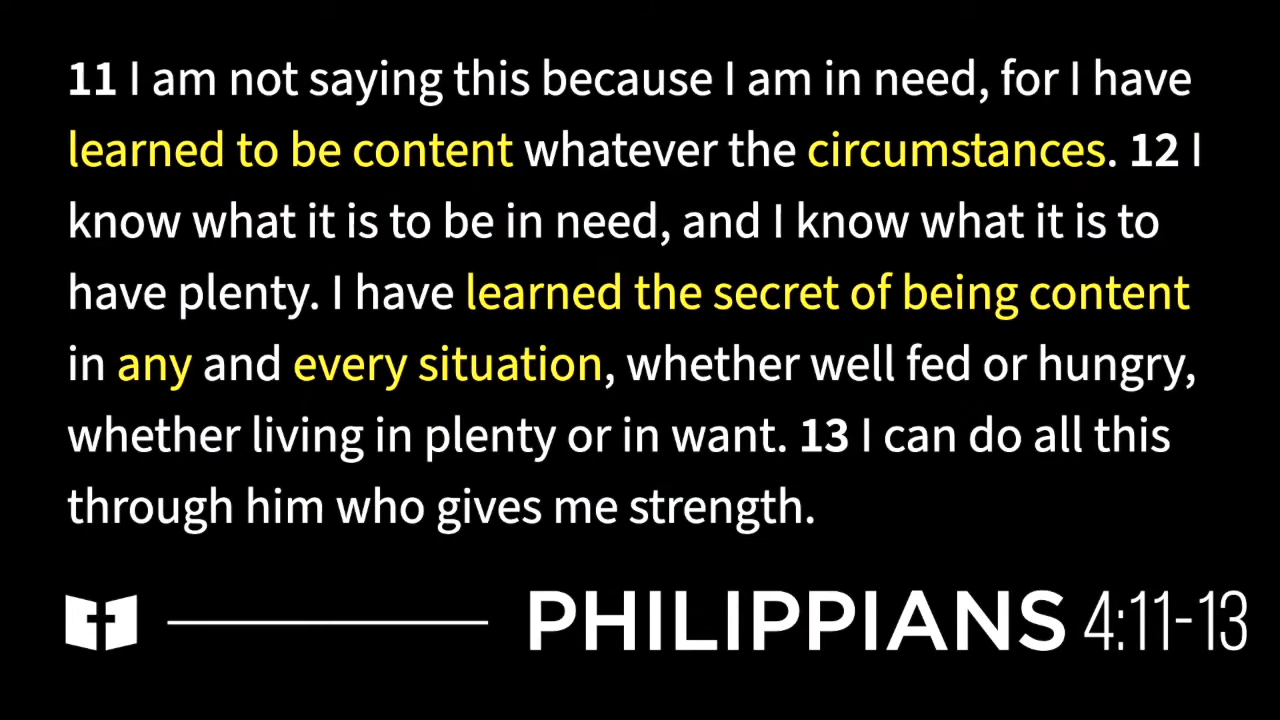 11 I am not saying this because I am in need, for I have
learned to be content whatever the circumstances. 12 I
know what it is to be in need, and I know what it is to
have plenty. I have learned the secret of being content
in any and every situation, whether well fed or hungry,
whether living in plenty or in want. 13 I can do all this
through him who gives me strength.
PHILIPPIANS 4:11-13